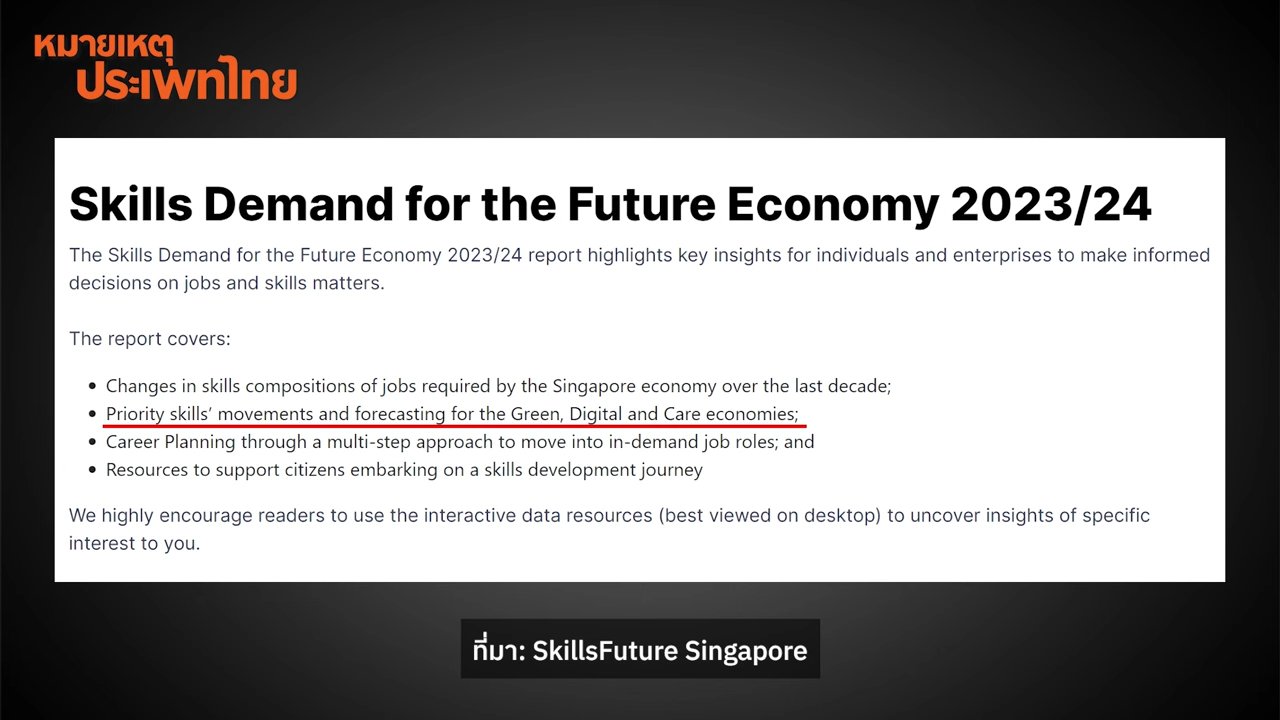 หมายเหตุ
ประเพทไทย
Skills Demand for the Future Economy 2023/24
The Skills Demand for the Future Economy 2023/24 report highlights key insights for individuals and enterprises to make informed
decisions on jobs and skills matters.
The report covers:
• Changes in skills compositions of jobs required by the Singapore economy over the last decade;
• Priority skills’ movements and forecasting for the Green, Digital and Care economies;
• Career Planning through a multi-step approach to move into in-demand job roles; and
• Resources to support citizens embarking on a skills development journey
We highly encourage readers to use the interactive data resources (best viewed on desktop) to uncover insights of specific
interest to you.
ที่มา: SkillsFuture Singapore